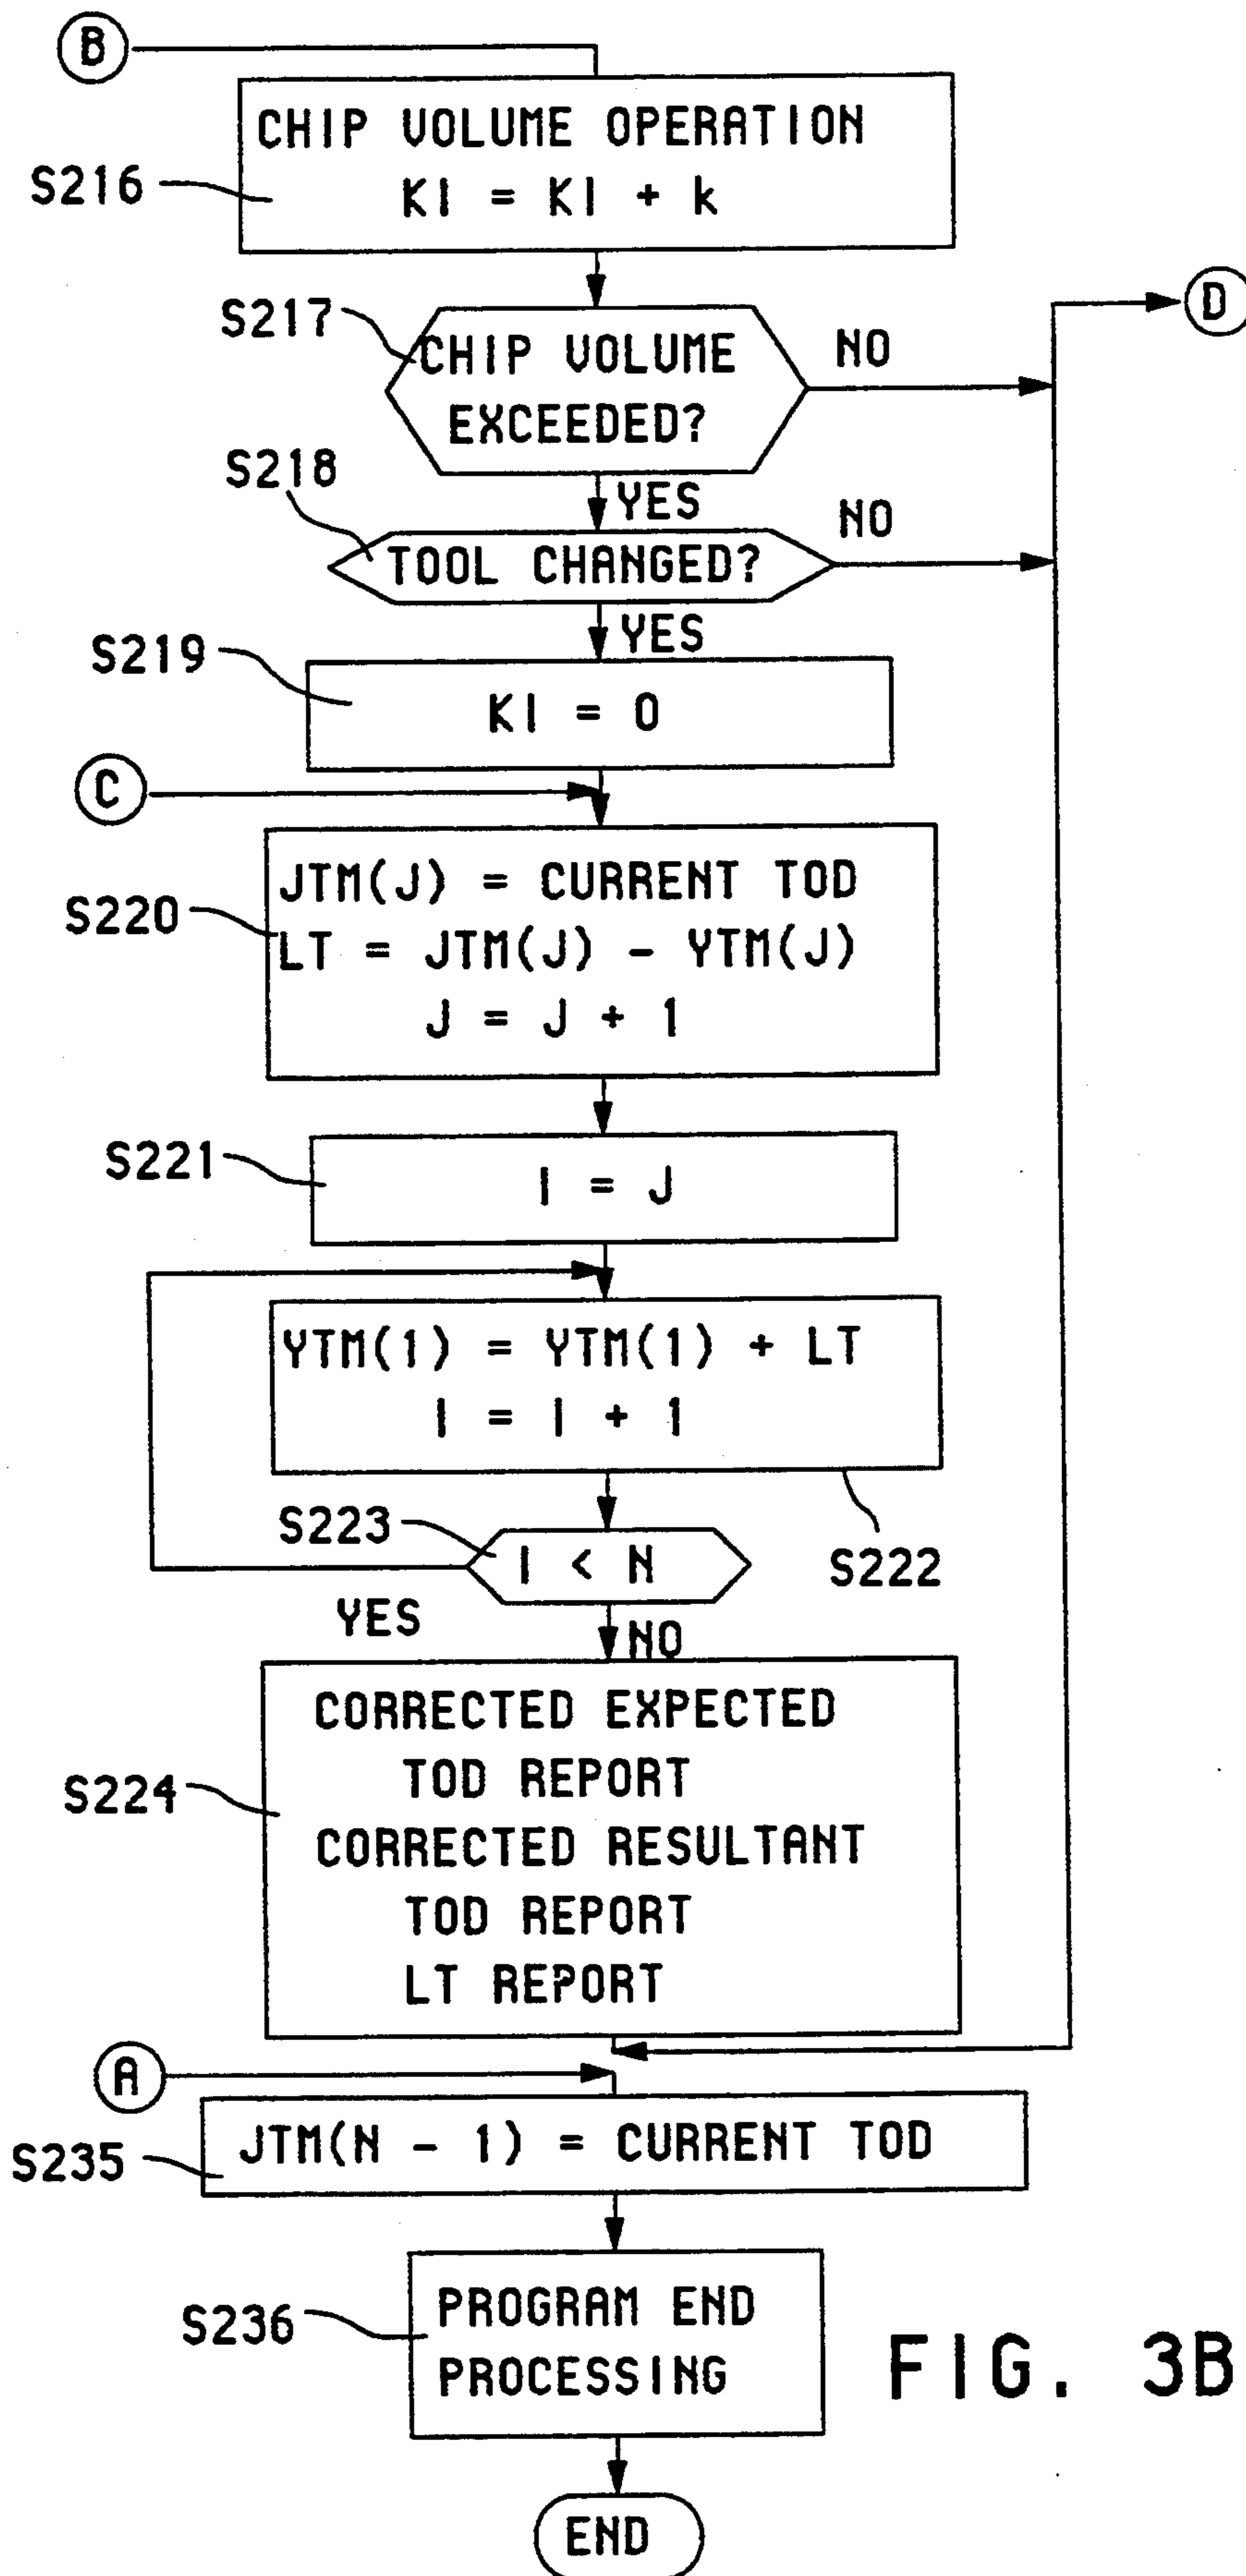 B
CHIP VOLUME OPERATION
S216
KI = KI + k
D
S217
CHIP VOLUME
EXCEEDED?
NO
S218
YES
NO
TOOL CHANGED?
YES
S219
KI = 0
C
JTM(J) = CURRENT TOD
S220
LT = JTM(J) - YTM(J)
J = J + 1
S221
I = J
YTM(1) = YTM(1) + LT
I = I + 1
S223
I < N
S222
YES
NO
CORRECTED EXPECTED
TOD REPORT
S224
CORRECTED RESULTANT
TOD REPORT
LT REPORT
A
JTM(N - 1) = CURRENT TOD
S235
S236
PROGRAM END
PROCESSING
FIG. 3B
END